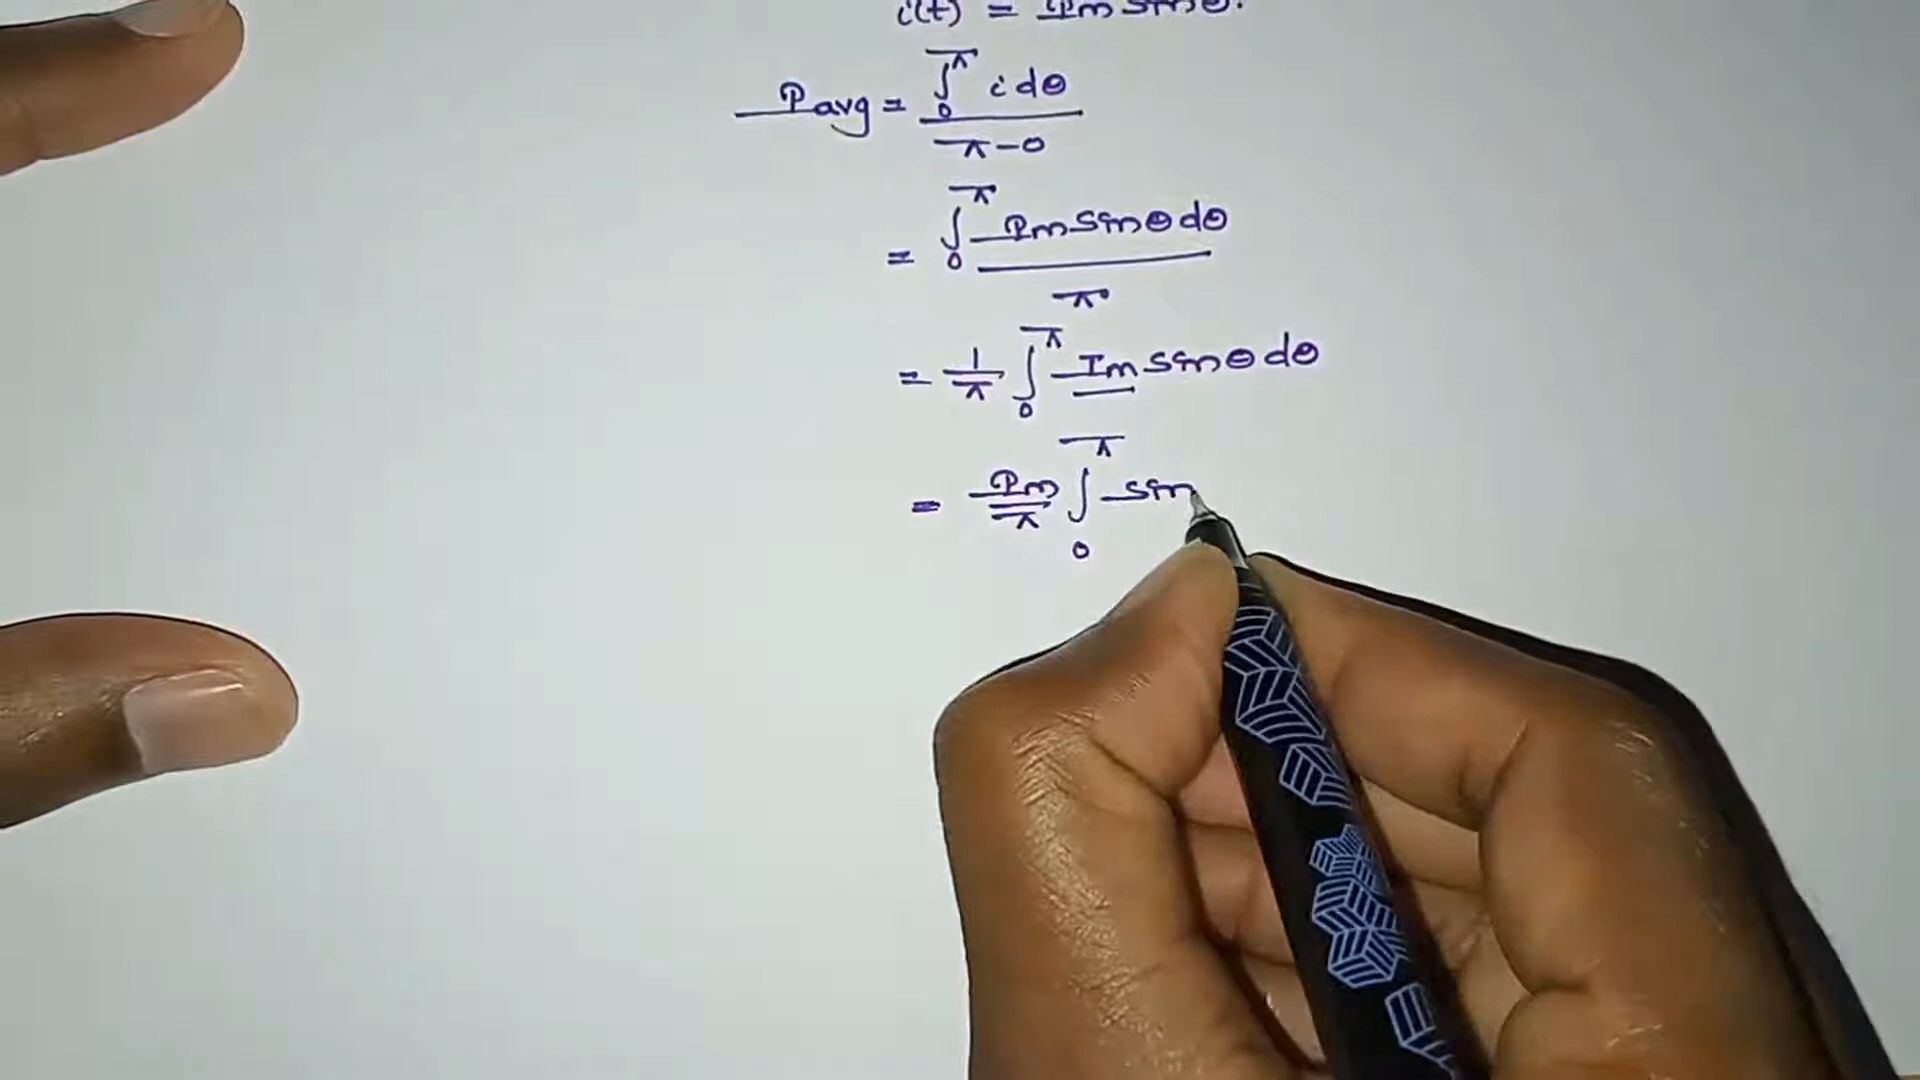 i(t) = Im sinθ.
Iavg = ∫₀^π i dθ / π-0
= ∫₀^π Im sinθ dθ / π
= 1/π ∫₀^π Im sinθ dθ
= Im/π ∫₀^π sin